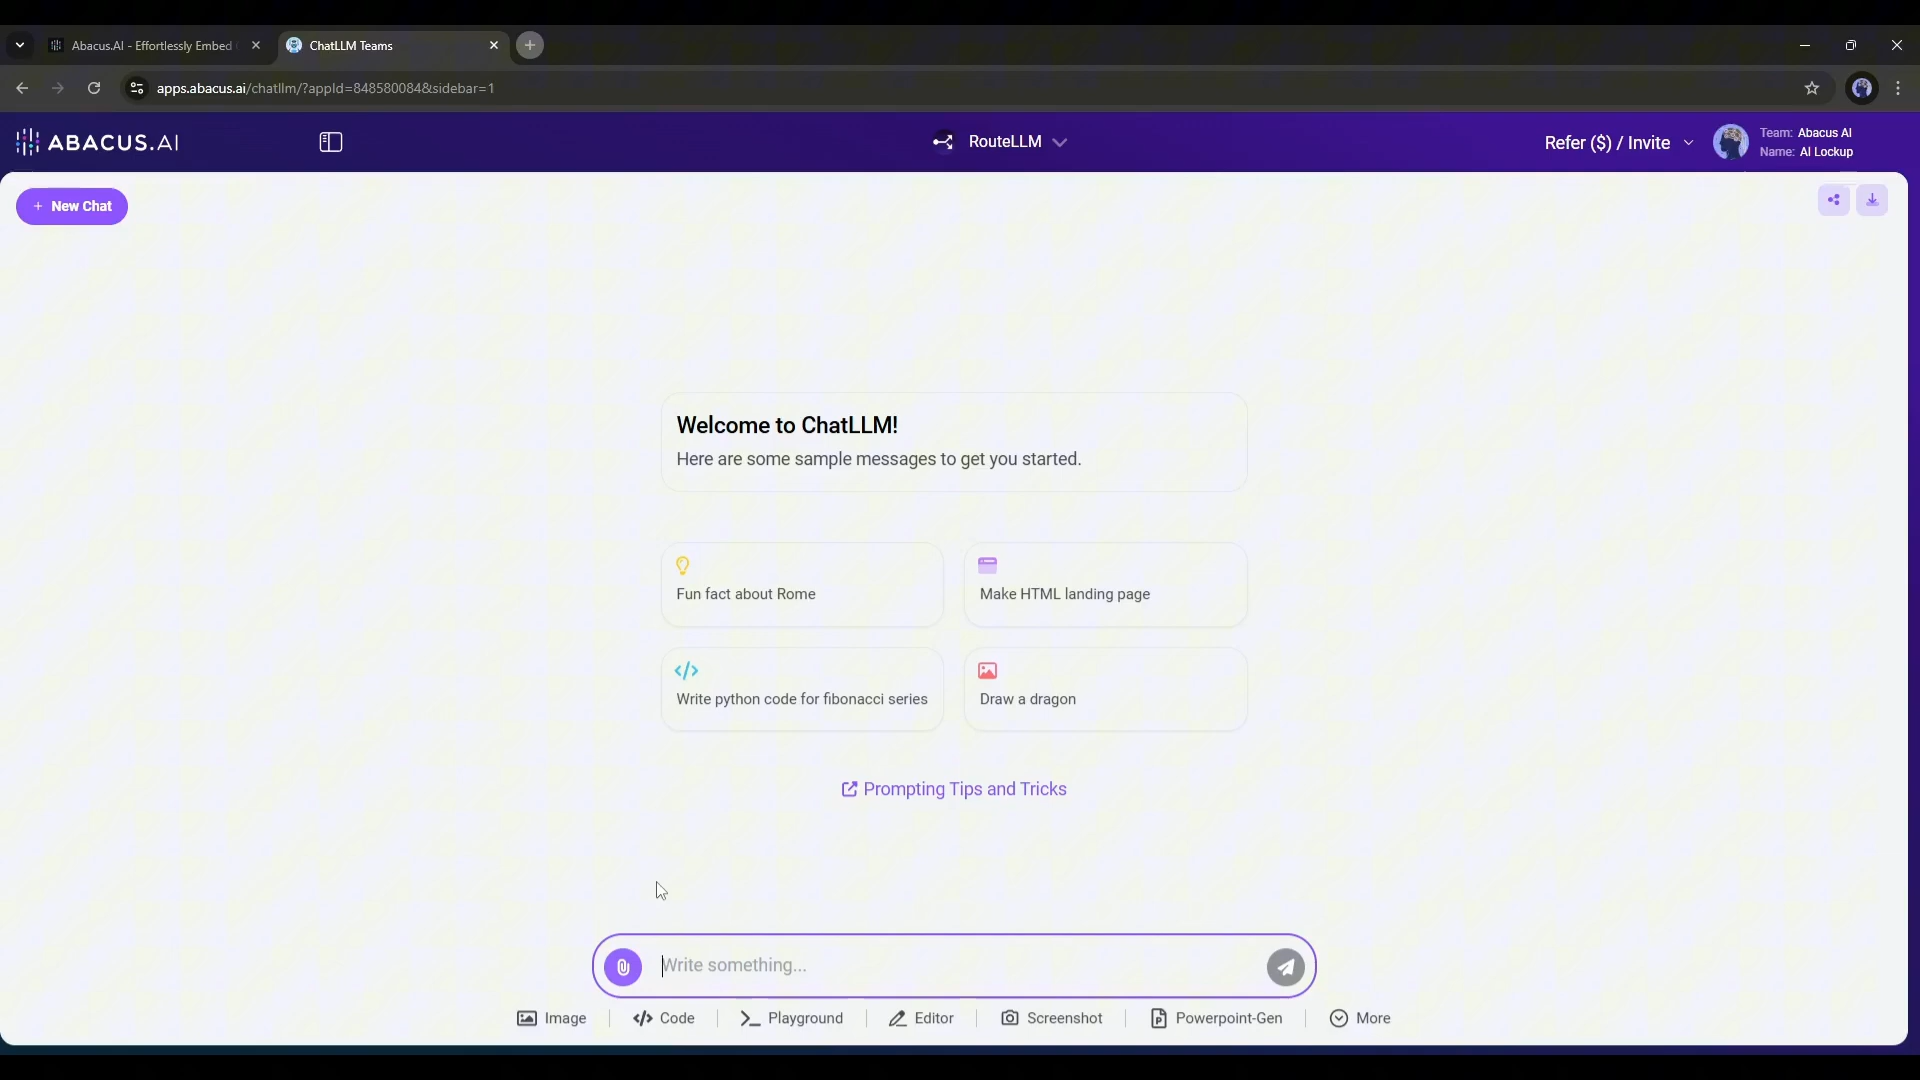 Abacus.AI - Effortlessly Embed
ChatLLM Teams
apps.abacus.ai/chatllm/?appId=848580084&sidebar=1
ABACUS.AI
RouteLLM
Refer ($) / Invite
Team: Abacus AI
Name: AI Lockup
+ New Chat
Welcome to ChatLLM!
Here are some sample messages to get you started.
Fun fact about Rome
Make HTML landing page
Write python code for fibonacci series
Draw a dragon
Prompting Tips and Tricks
Write something...
Image
Code
Playground
Editor
Screenshot
Powerpoint-Gen
More